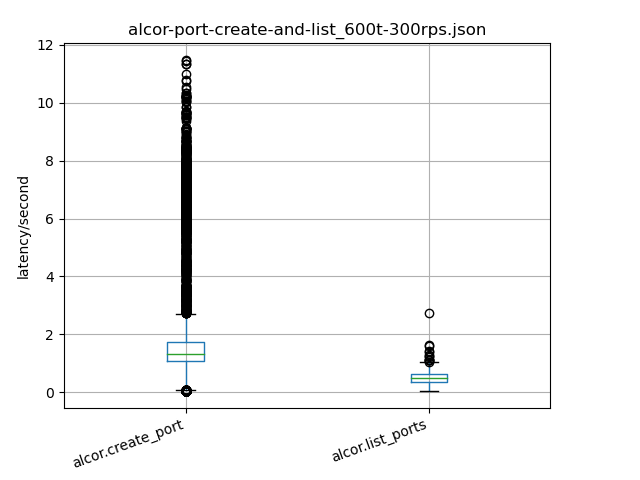 alcor-port-create-and-list_600t-300rps.json
12
10
8
6
4
2
0
latency/second
alcor.create_port
alcor.list_ports